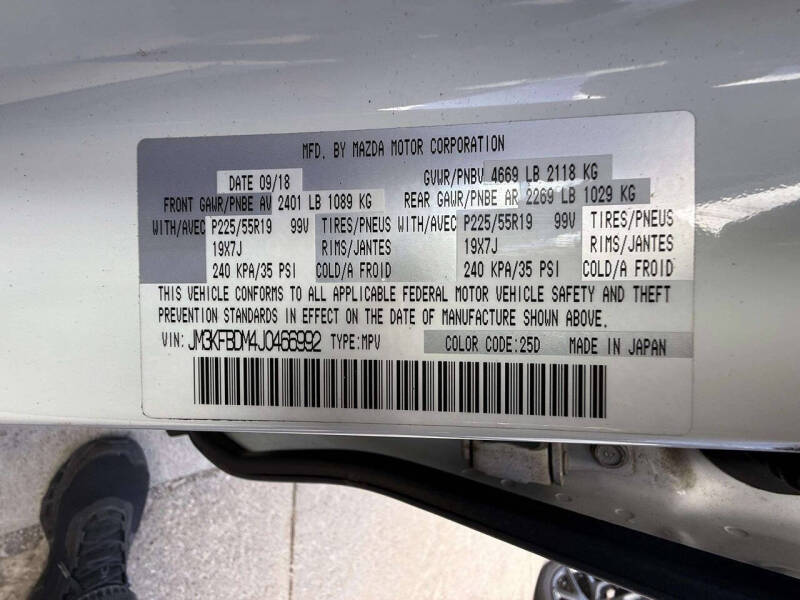 MFD. BY MAZDA MOTOR CORPORATION
DATE 09/18 GVWR/PNBV 4669 LB 2118 KG
FRONT GAWR/PNBE AV 2401 LB 1089 KG REAR GAWR/PNBE AR 2269 LB 1029 KG
WITH/AVEC P225/55R19 99V TIRES/PNEUS WITH/AVEC P225/55R19 99V TIRES/PNEUS
19X7J RIMS/JANTES 19X7J RIMS/JANTES
240 KPA/35 PSI COLD/A FROID 240 KPA/35 PSI COLD/A FROID
THIS VEHICLE CONFORMS TO ALL APPLICABLE FEDERAL MOTOR VEHICLE SAFETY AND THEFT
PREVENTION STANDARDS IN EFFECT ON THE DATE OF MANUFACTURE SHOWN ABOVE.
VIN: JM3KFBDM4J0466992 TYPE:MPV COLOR CODE:25D MADE IN JAPAN